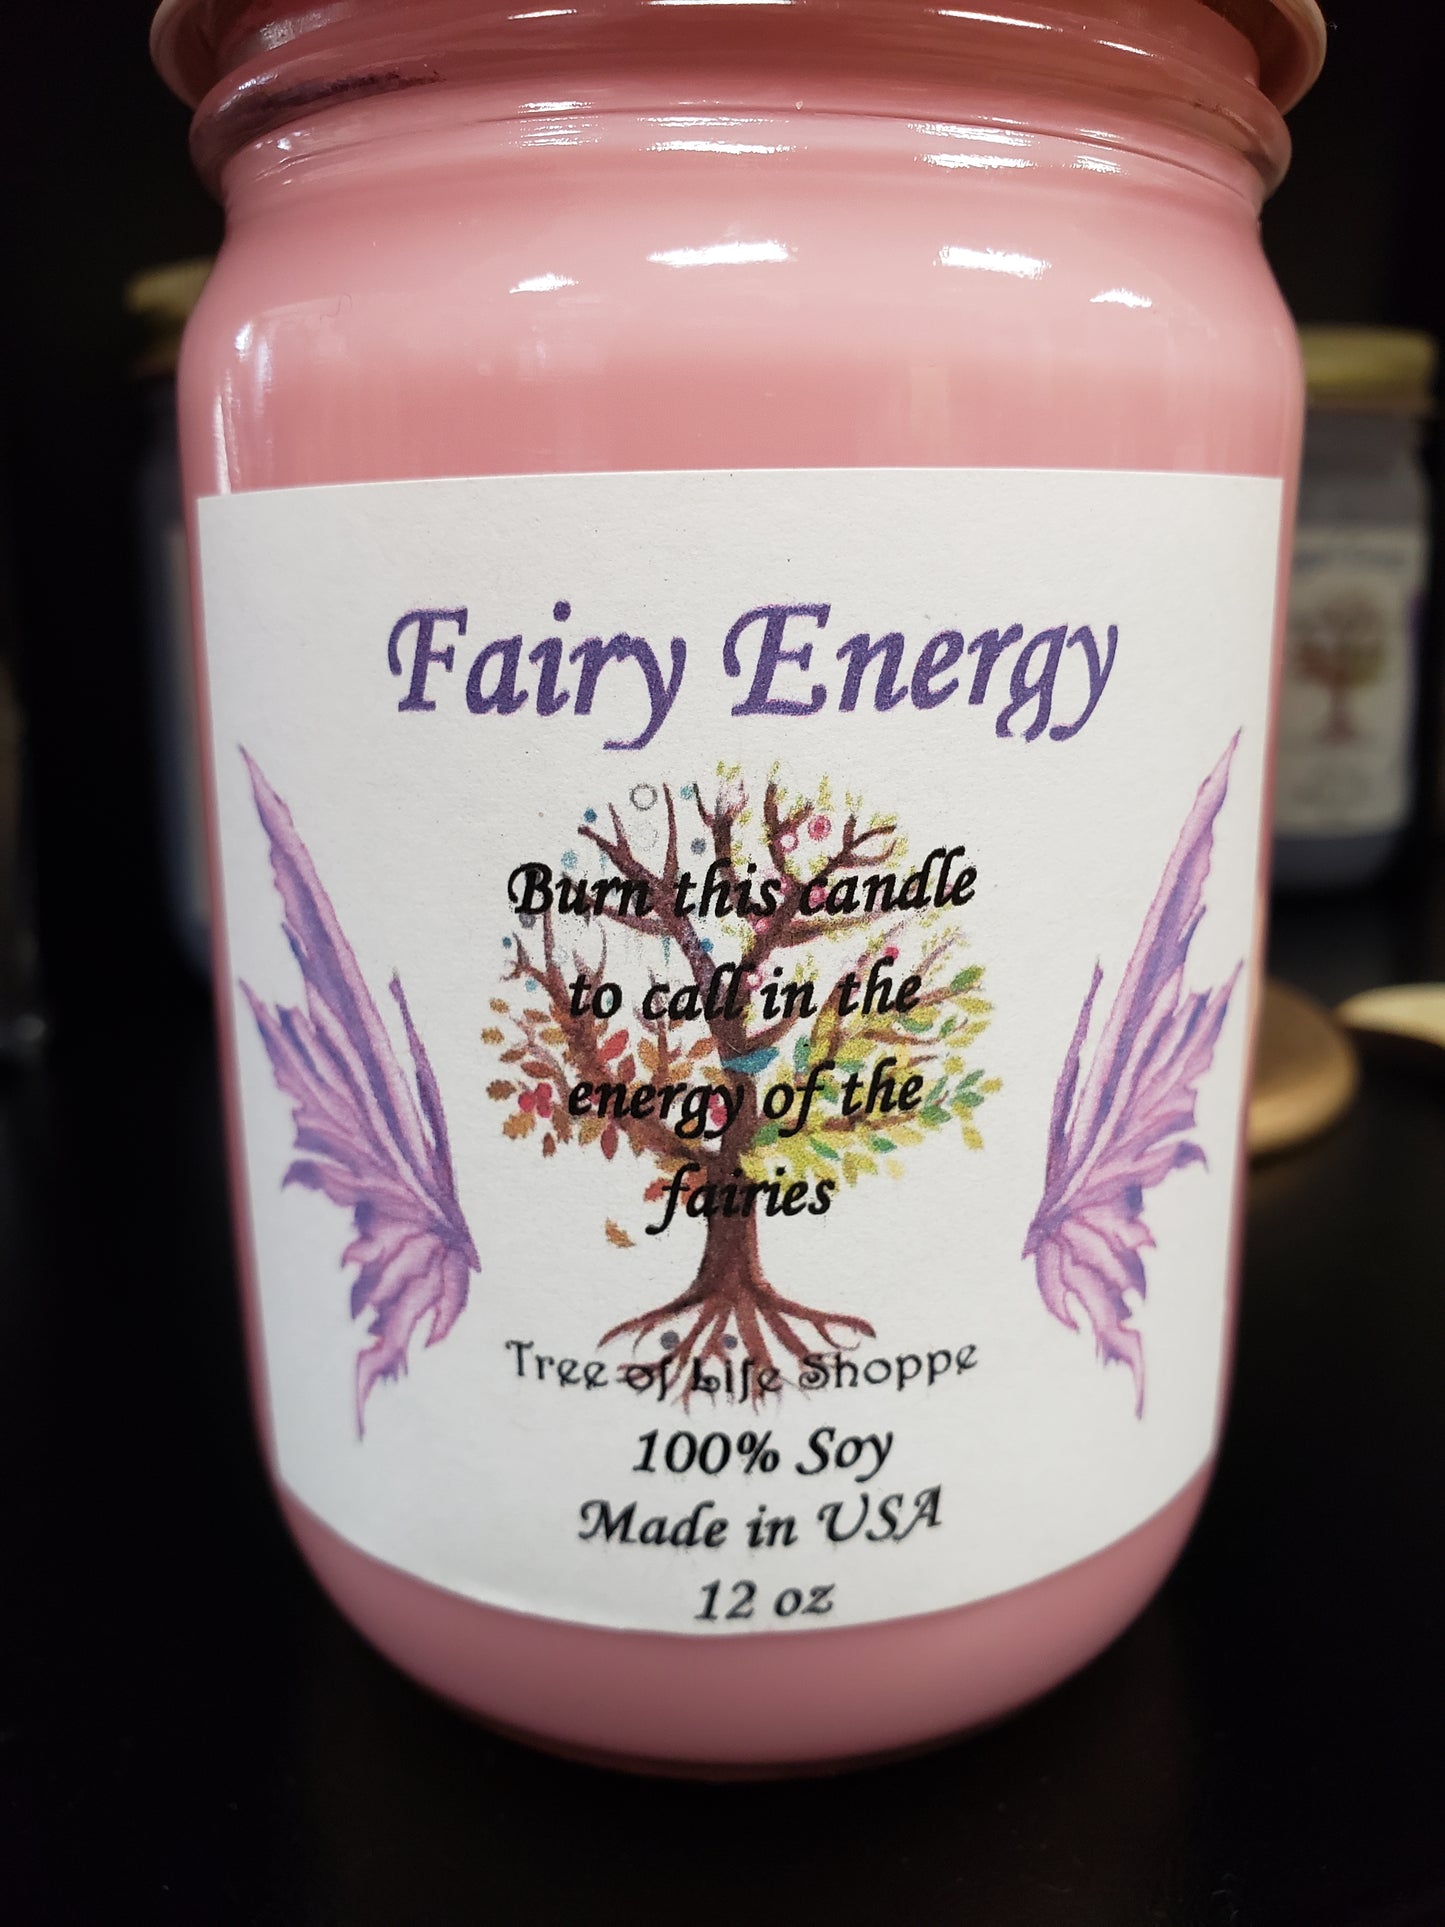 Fairy Energy
Burn this candle
to call in the
energy of the
fairies
Tree of Life Shoppe
100% Soy
Made in USA
12 oz